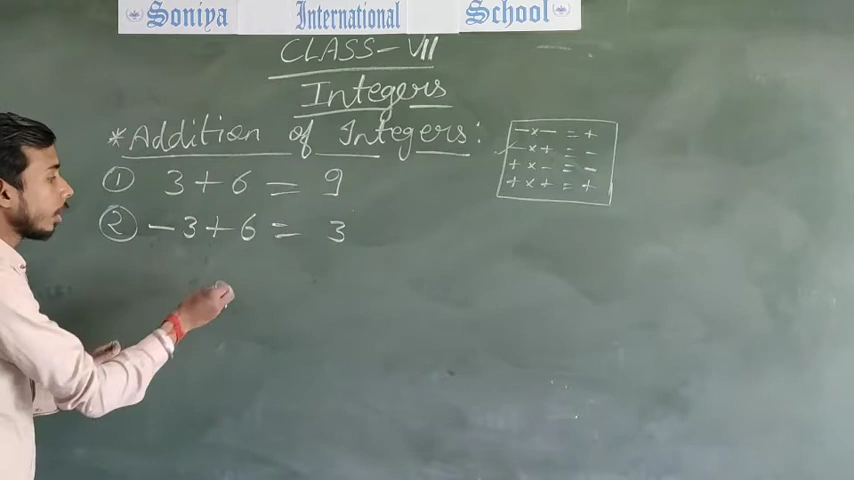 Soniya International School
CLASS-VII
Integers
*Addition of Integers:
① 3+6 = 9
② -3+6 = 3
-×- = +
-×+ = -
+×- = -
+×+ = +